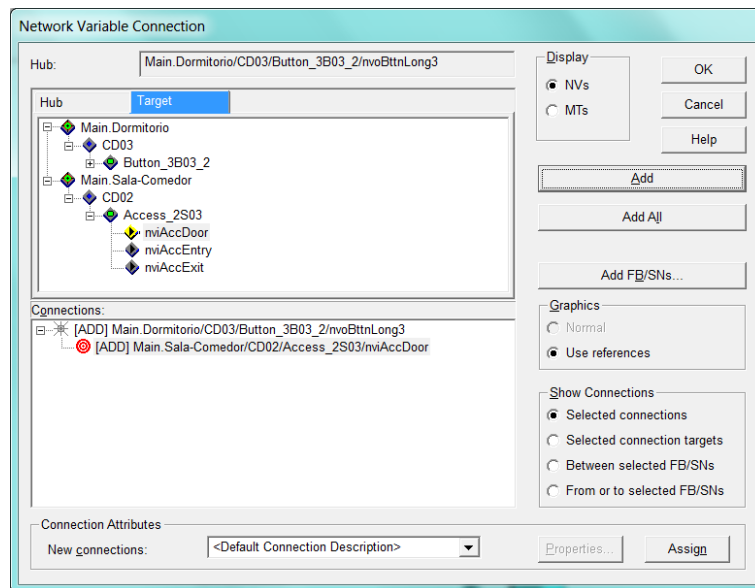 Network Variable Connection
Hub:
Main.Dormitorio/CD03/Button_3B03_2/nvoBttnLong3
Hub
Target
Main.Dormitorio
CD03
Button_3B03_2
Main.Sala-Comedor
CD02
Access_2S03
nviAccDoor
nviAccEntry
nviAccExit
Connections:
[ADD] Main.Dormitorio/CD03/Button_3B03_2/nvoBttnLong3
[ADD] Main.Sala-Comedor/CD02/Access_2S03/nviAccDoor
Display
NVs
MTs
OK
Cancel
Help
Add
Add All
Add FB/SNs...
Graphics
Normal
Use references
Show Connections
Selected connections
Selected connection targets
Between selected FB/SNs
From or to selected FB/SNs
Connection Attributes
New connections:
<Default Connection Description>
Properties...
Assign